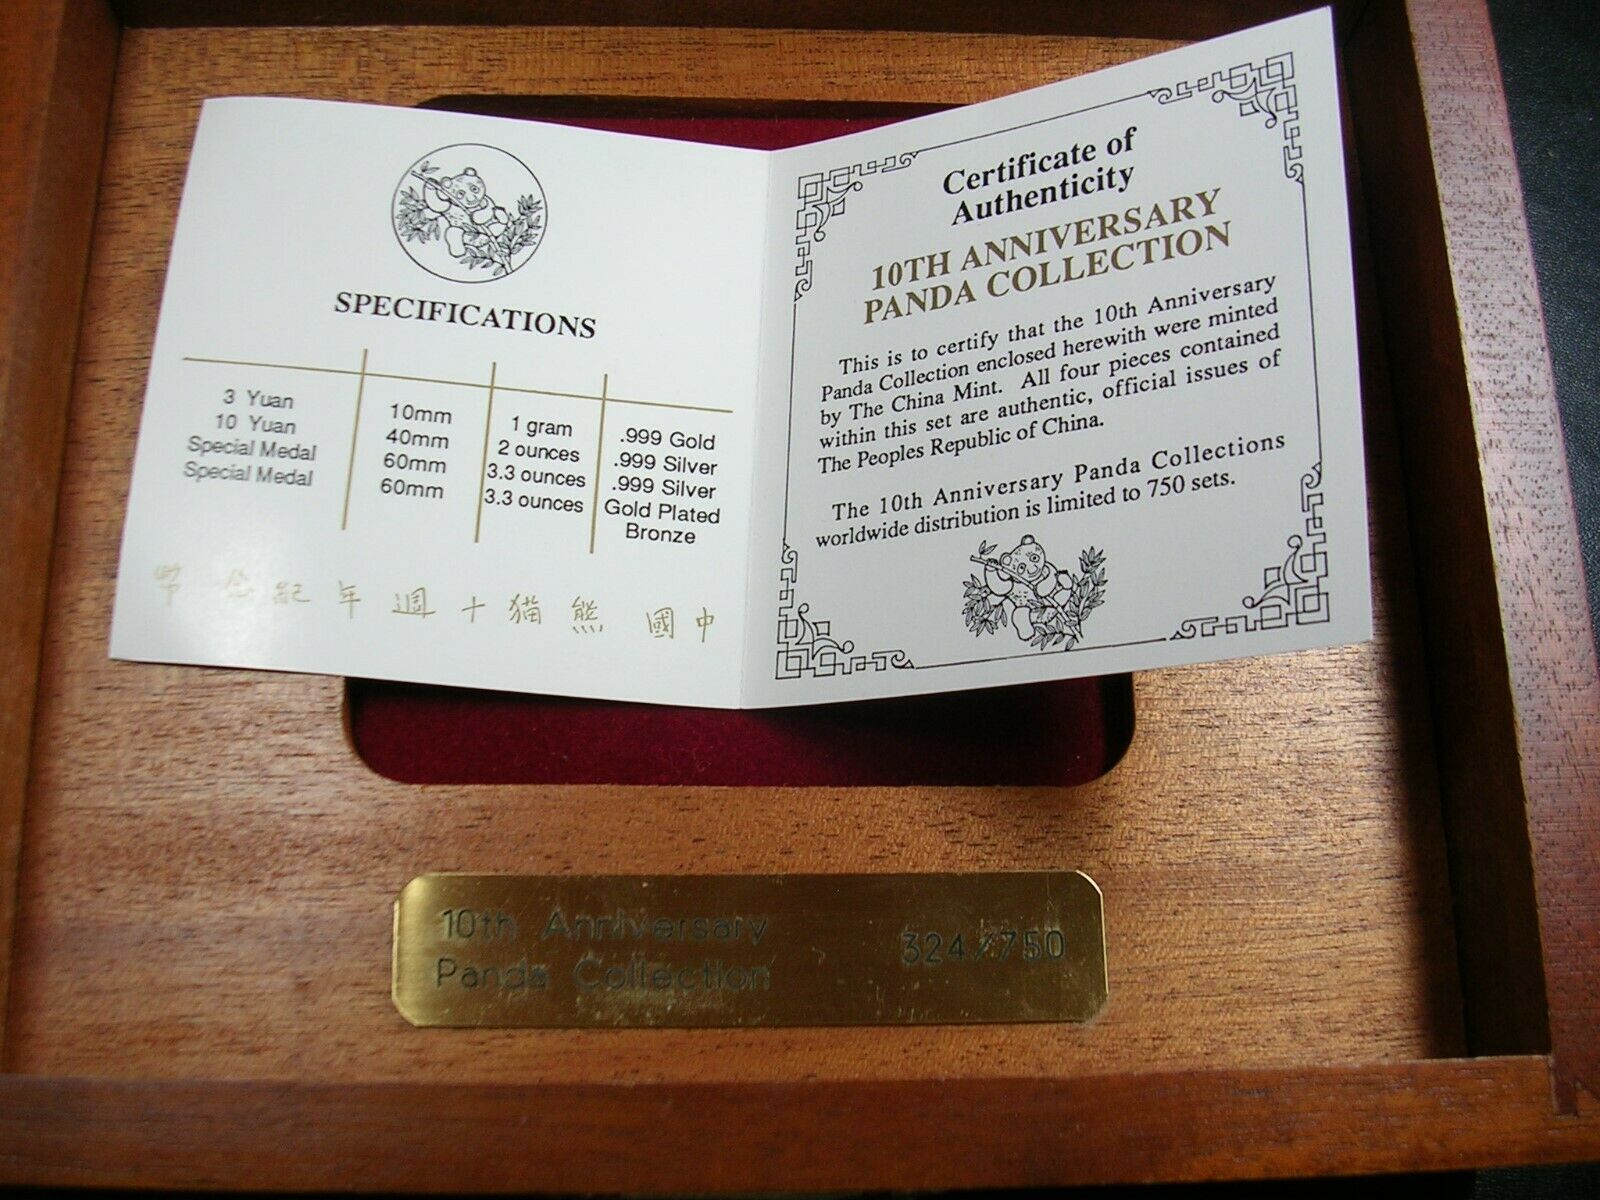 SPECIFICATIONS
3 Yuan 10mm 1 gram .999 Gold
10 Yuan 40mm 2 ounces .999 Silver
Special Medal 60mm 3.3 ounces .999 Silver
Special Medal 60mm 3.3 ounces Gold Plated
Bronze
幣 念 紀 年 週 十 猫 熊 國 中
Certificate of
Authenticity
10TH ANNIVERSARY
PANDA COLLECTION
This is to certify that the 10th Anniversary
Panda Collection enclosed herewith were minted
by The China Mint. All four pieces contained
within this set are authentic, official issues of
The Peoples Republic of China.
The 10th Anniversary Panda Collections
worldwide distribution is limited to 750 sets.
10th Anniversary
Panda Collection
324/750